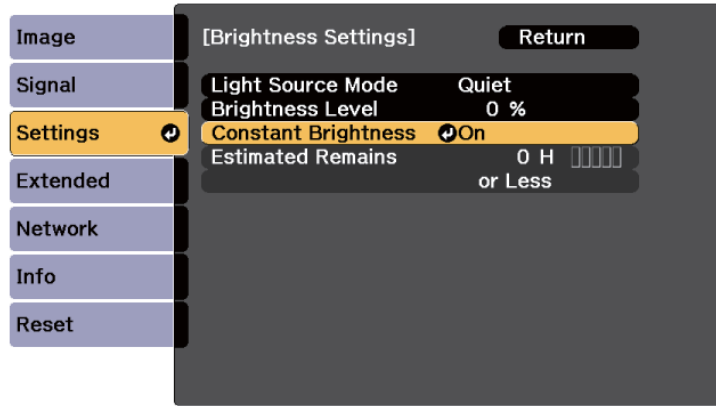 Image
Signal
Settings
Extended
Network
Info
Reset
[Brightness Settings] Return
Light Source Mode Quiet
Brightness Level 0 %
Constant Brightness On
Estimated Remains 0 H
or Less